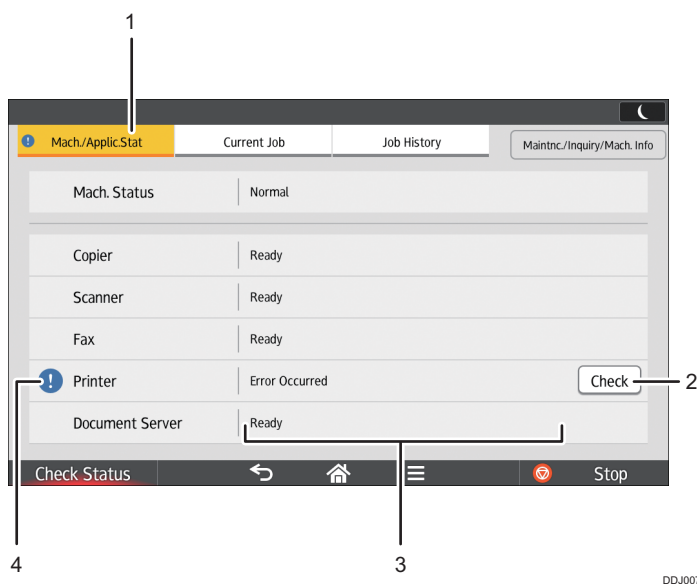 1
Mach./Applic.Stat Current Job Job History Maintnc./Inquiry/Mach. Info
Mach. Status Normal
Copier Ready
Scanner Ready
Fax Ready
! Printer Error Occurred Check 2
Document Server Ready
Check Status Stop
4 3
DDJ007